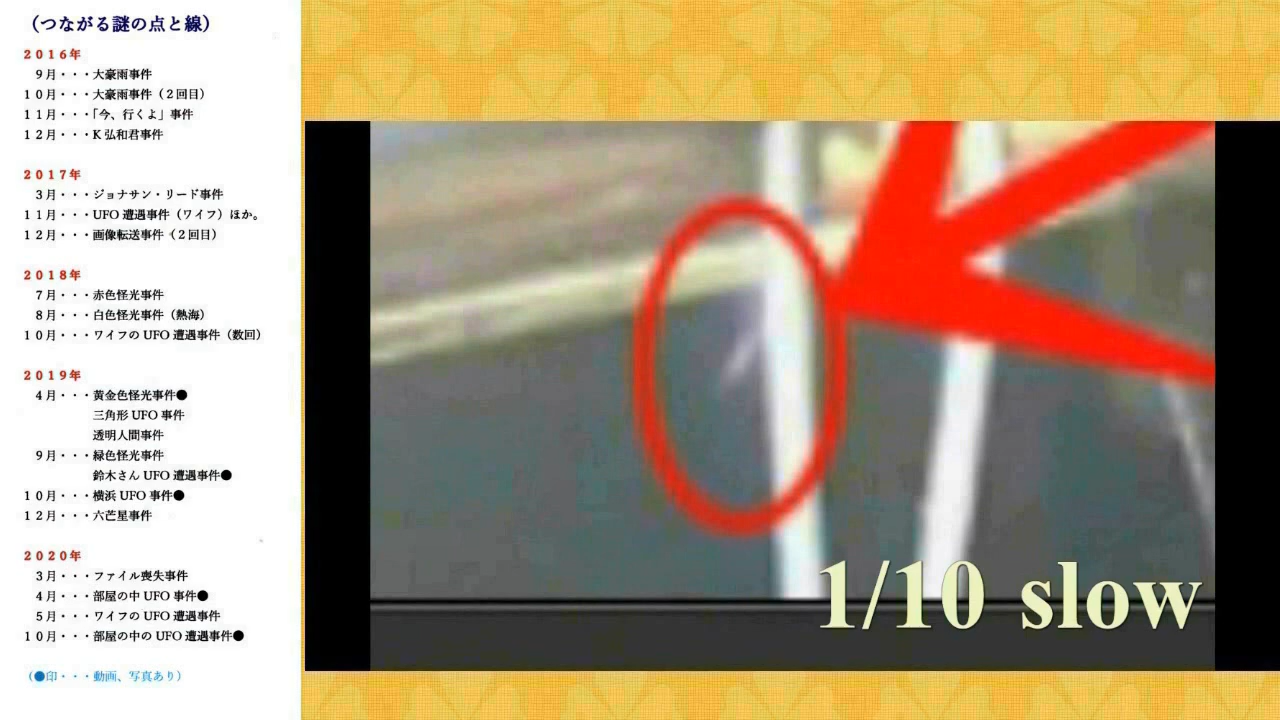 （つながる謎の点と線）
２０１６年
９月・・・大豪雨事件
１０月・・・大豪雨事件（２回目）
１１月・・・「今、行くよ」事件
１２月・・・K 弘和君事件
２０１７年
３月・・・ジョナサン・リード事件
１１月・・・UFO 遭遇事件（ワイフ）ほか。
１２月・・・画像転送事件（２回目）
２０１８年
７月・・・赤色怪光事件
８月・・・白色怪光事件（熱海）
１０月・・・ワイフの UFO 遭遇事件（数回）
２０１９年
４月・・・黄金色怪光事件●
三角形 UFO 事件
透明人間事件
９月・・・緑色怪光事件
鈴木さん UFO 遭遇事件●
１０月・・・横浜 UFO 事件●
１２月・・・六芒星事件
２０２０年
３月・・・ファイル喪失事件
４月・・・部屋の中 UFO 事件●
５月・・・ワイフの UFO 遭遇事件
１０月・・・部屋の中の UFO 遭遇事件●
（●印・・・動画、写真あり）
1/10 slow